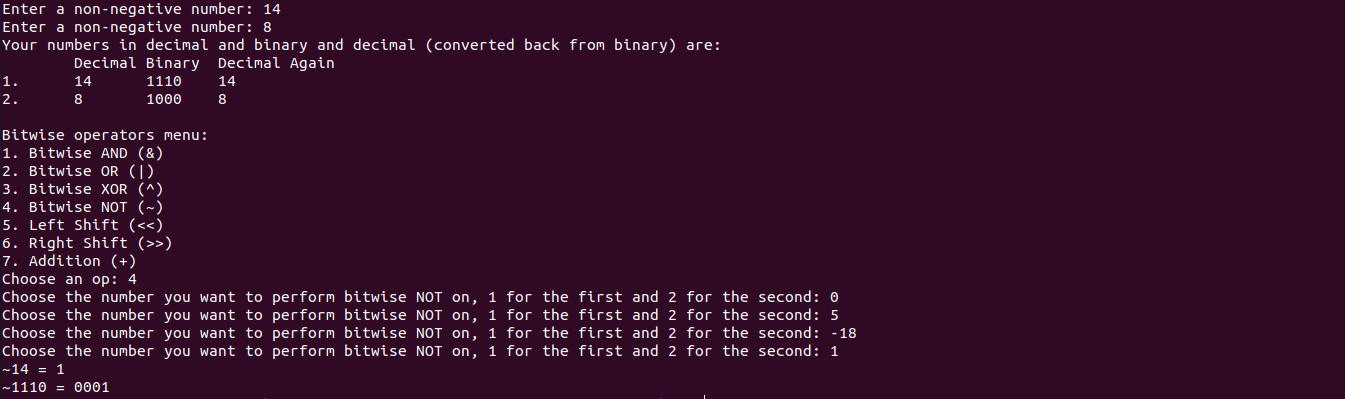 Enter a non-negative number: 14
Enter a non-negative number: 8
Your numbers in decimal and binary and decimal (converted back from binary) are:
        Decimal Binary  Decimal Again
1.      14      1110    14
2.      8       1000    8

Bitwise operators menu:
1. Bitwise AND (&)
2. Bitwise OR (|)
3. Bitwise XOR (^)
4. Bitwise NOT (~)
5. Left Shift (<<)
6. Right Shift (>>)
7. Addition (+)
Choose an op: 4
Choose the number you want to perform bitwise NOT on, 1 for the first and 2 for the second: 0
Choose the number you want to perform bitwise NOT on, 1 for the first and 2 for the second: 5
Choose the number you want to perform bitwise NOT on, 1 for the first and 2 for the second: -18
Choose the number you want to perform bitwise NOT on, 1 for the first and 2 for the second: 1
~14 = 1
~1110 = 0001